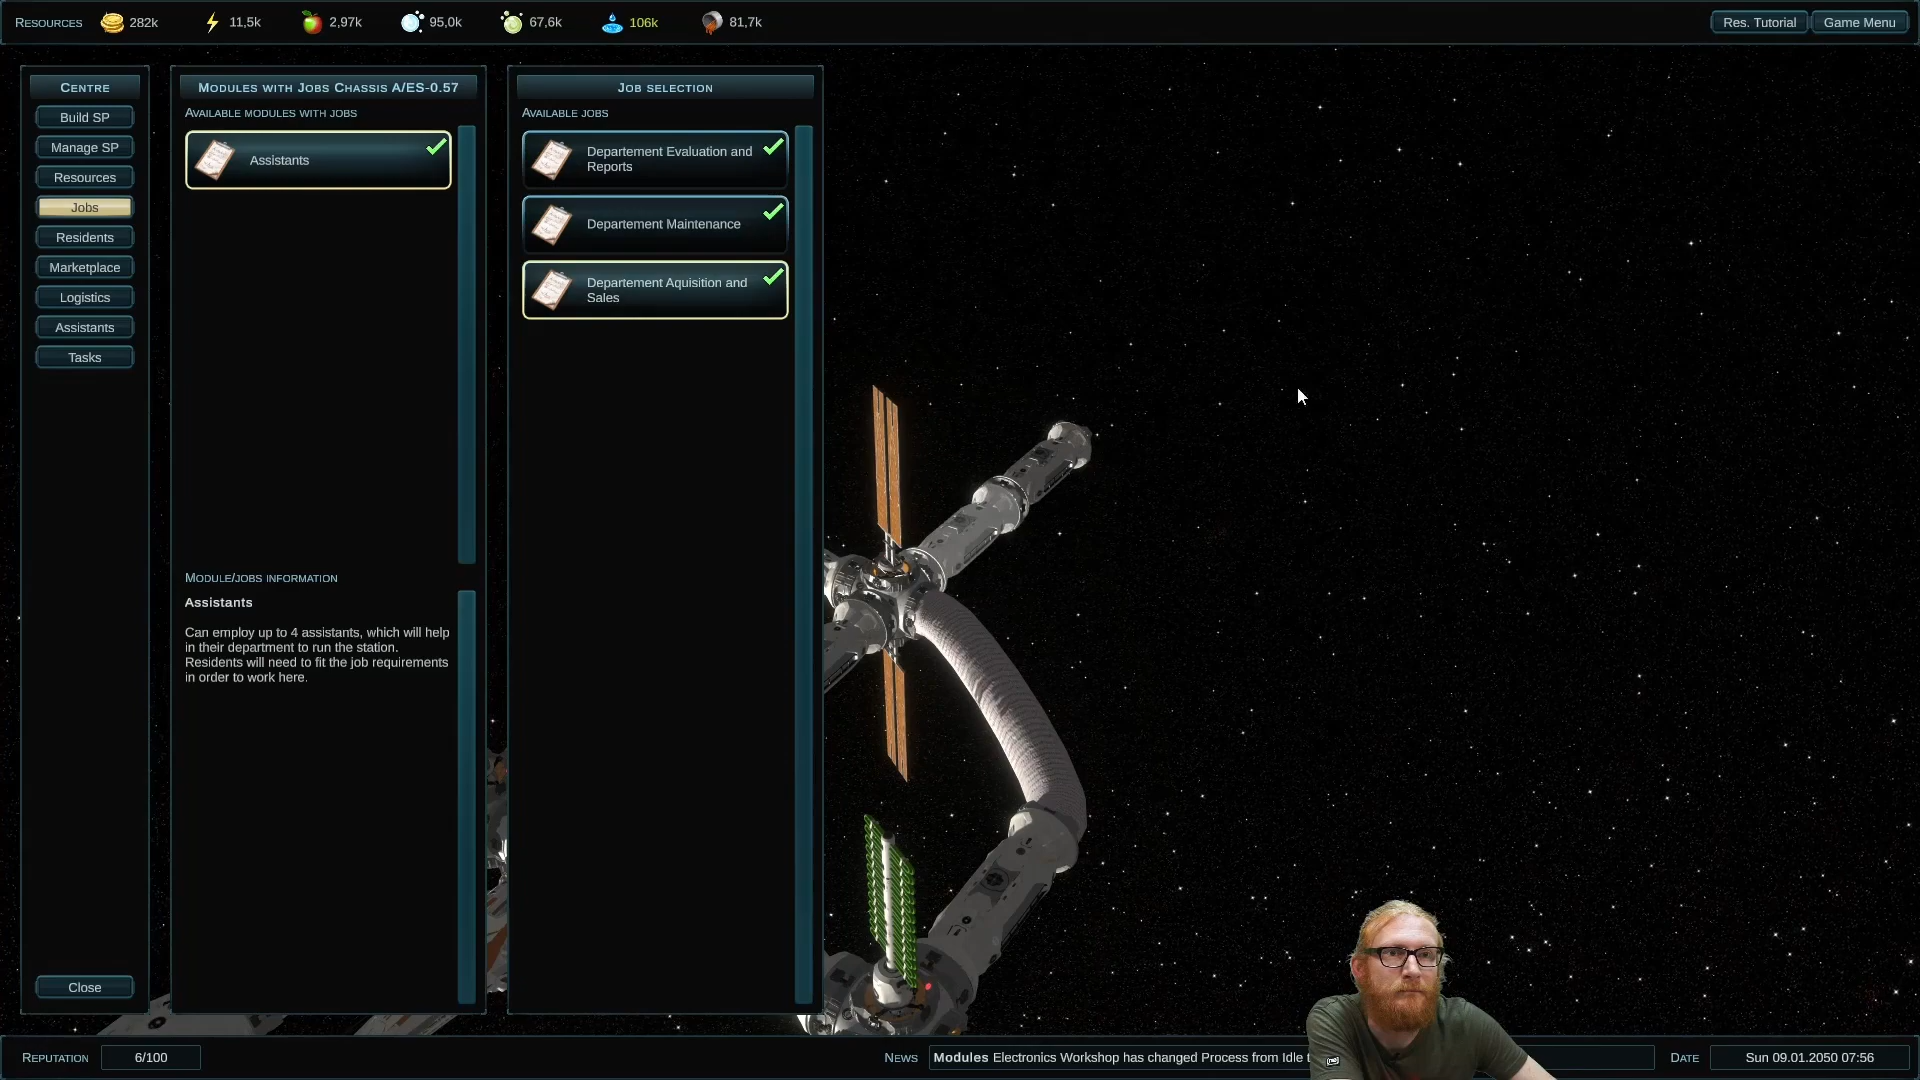 Resources 282k 11,5k 2,97k 95,0k 67,6k 106k 81,7k Res. Tutorial Game Menu
Centre
Build SP
Manage SP
Resources
Jobs
Residents
Marketplace
Logistics
Assistants
Tasks
Close
Modules with Jobs Chassis A/ES-0.57
Available modules with jobs
Assistants
Module/jobs information
Assistants
Can employ up to 4 assistants, which will help
in their department to run the station.
Residents will need to fit the job requirements
in order to work here.
Job selection
Available jobs
Departement Evaluation and
Reports
Departement Maintenance
Departement Aquisition and
Sales
Reputation 6/100
News Modules Electronics Workshop has changed Process from Idle
Date Sun 09.01.2050 07:56